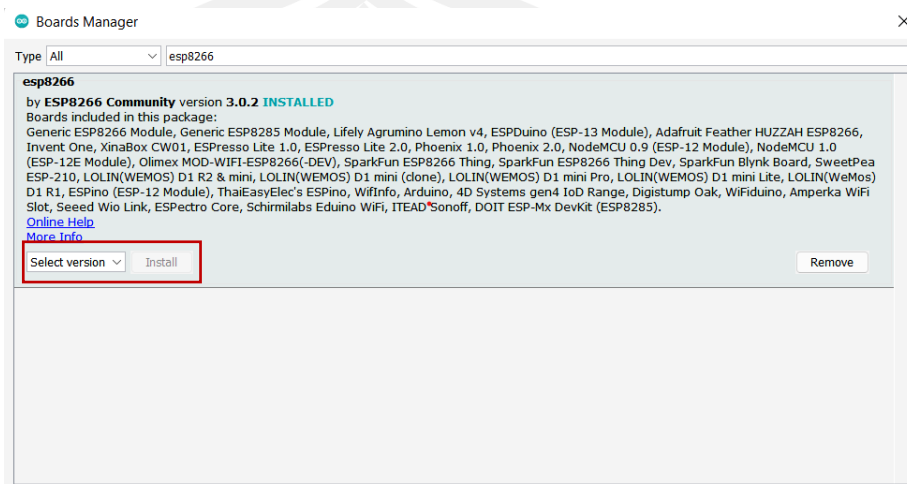 Boards Manager
Type All esp8266
esp8266
by ESP8266 Community version 3.0.2 INSTALLED
Boards included in this package:
Generic ESP8266 Module, Generic ESP8285 Module, Lifely Agrumino Lemon v4, ESPDuino (ESP-13 Module), Adafruit Feather HUZZAH ESP8266,
Invent One, XinaBox CW01, ESPresso Lite 1.0, ESPresso Lite 2.0, Phoenix 1.0, Phoenix 2.0, NodeMCU 0.9 (ESP-12 Module), NodeMCU 1.0
(ESP-12E Module), Olimex MOD-WIFI-ESP8266(-DEV), SparkFun ESP8266 Thing, SparkFun ESP8266 Thing Dev, SparkFun Blynk Board, SweetPea
ESP-210, LOLIN(WEMOS) D1 R2 & mini, LOLIN(WEMOS) D1 mini (clone), LOLIN(WEMOS) D1 mini Pro, LOLIN(WEMOS) D1 mini Lite, LOLIN(WeMos)
D1 R1, ESPino (ESP-12 Module), ThaiEasyElec's ESPino, WifInfo, Arduino, 4D Systems gen4 IoD Range, Digistump Oak, WiFiduino, Amperka WiFi
Slot, Seeed Wio Link, ESPectro Core, Schirmilabs Eduino WiFi, ITEAD Sonoff, DOIT ESP-Mx DevKit (ESP8285).
Online Help
More Info
Select version Install Remove